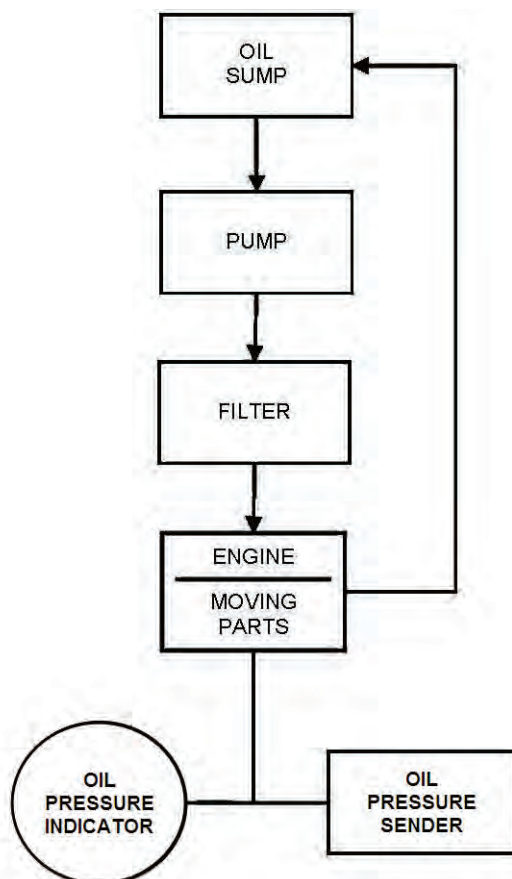 OIL
SUMP
PUMP
FILTER
ENGINE
MOVING
PARTS
OIL
PRESSURE
INDICATOR
OIL
PRESSURE
SENDER